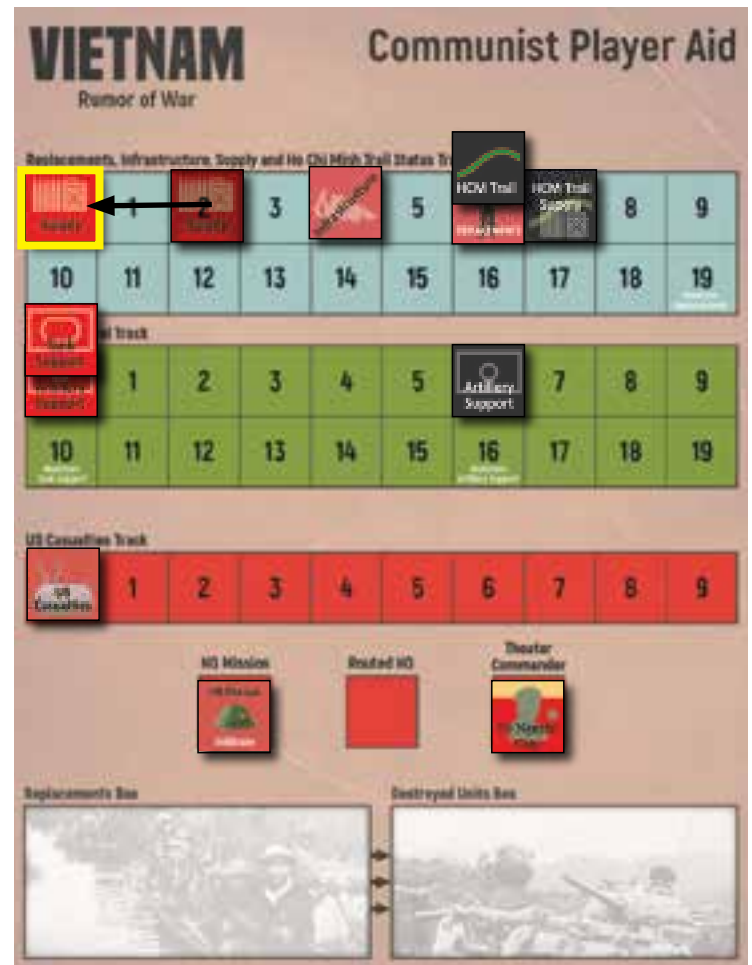 VIETNAM
Communist Player Aid
Rumor of War
Replacements, Infrastructure, Supply and Ho Chi Minh Trail Status
HCM Trail
HCM Trail
Supply
Supply
1
2
Supply
3
Infrastructure
5
8
9
10
11
12
13
14
15
16
17
18
19
Track
Support
1
2
3
4
5
Artillery
Support
7
8
9
10
11
12
13
14
15
16
17
18
19
US Casualties Track
US
Casualties
1
2
3
4
5
6
7
8
9
HQ Mission
Routed HQ
Theater
Commander
Replacements Box
Destroyed Units Box